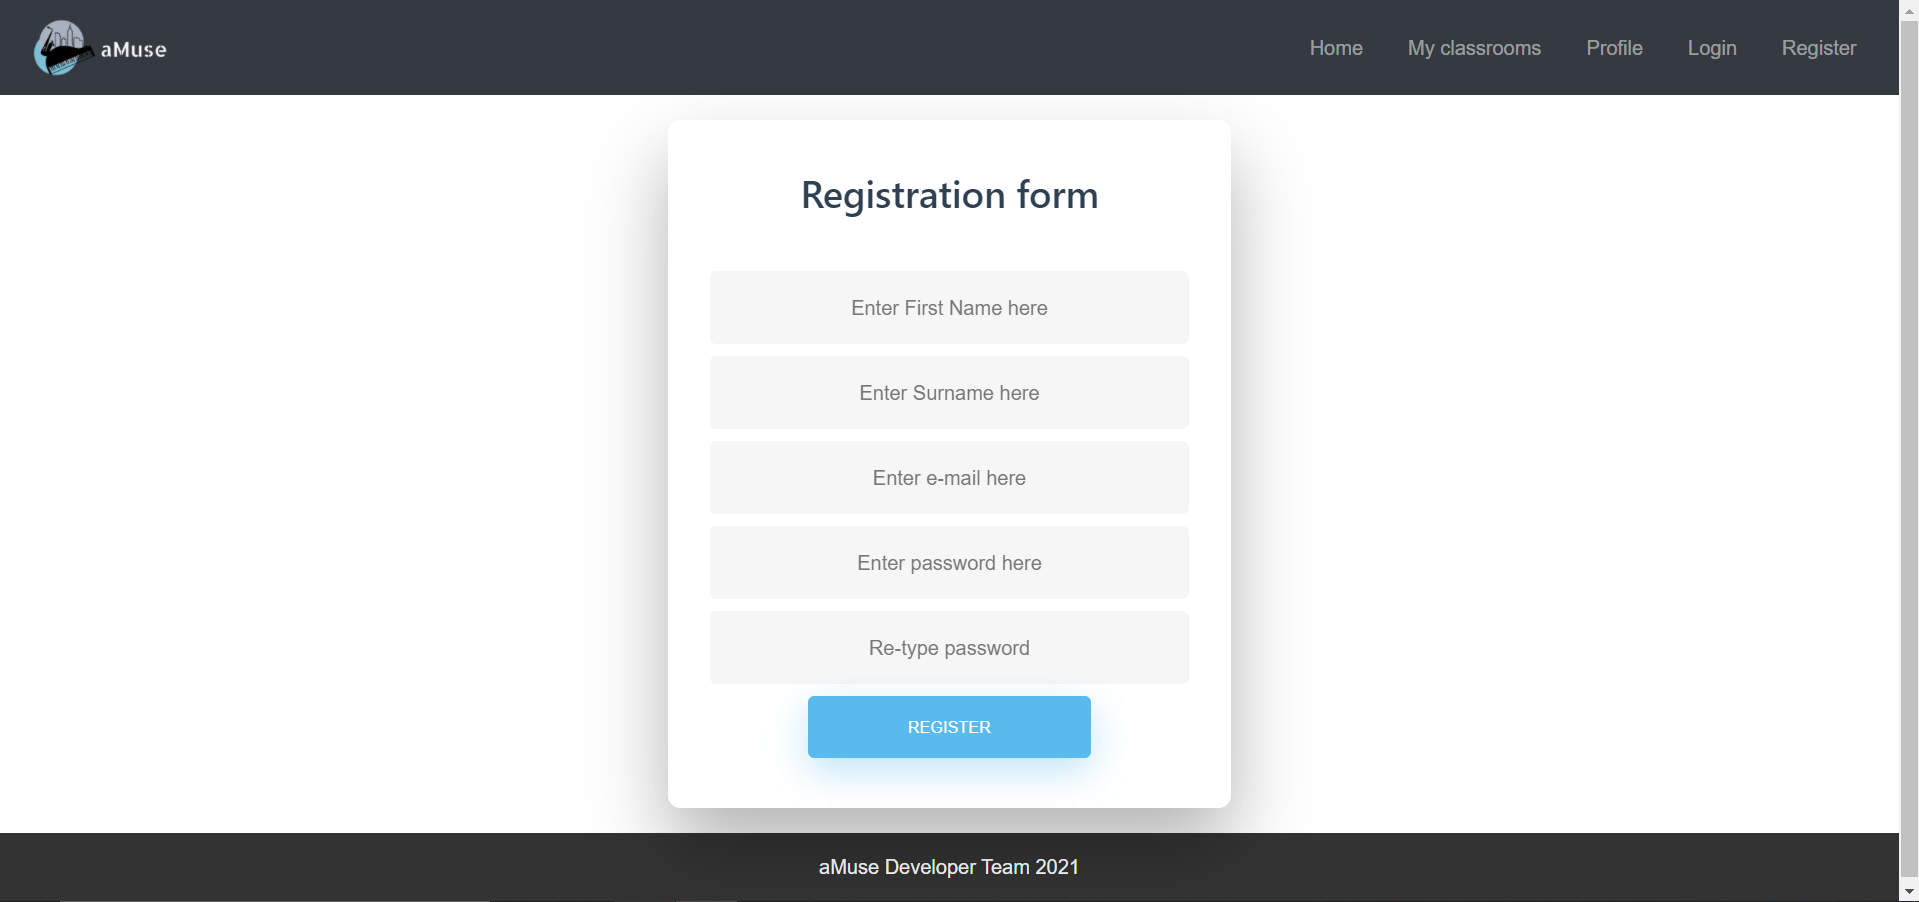 aMuse
Home My classrooms Profile Login Register
Registration form
Enter First Name here
Enter Surname here
Enter e-mail here
Enter password here
Re-type password
REGISTER
aMuse Developer Team 2021